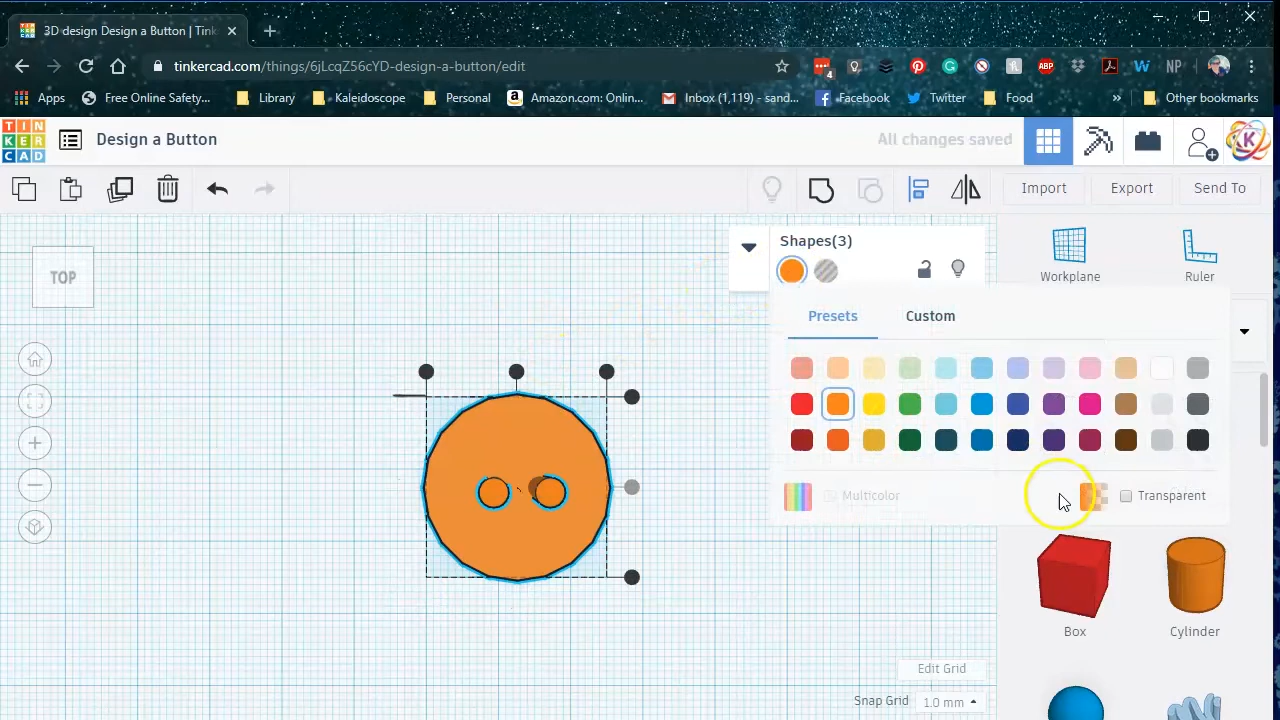 3D design Design a Button | Tink
tinkercad.com/things/6jLcqZ56cYD-design-a-button/edit
4
ABP
W
NP
Apps
Free Online Safety...
Library
Kaleidoscope
Personal
Amazon.com: Onlin...
Inbox (1,119) - sand...
Facebook
Twitter
Food
»
Other bookmarks
TIN
KER
CAD
Design a Button
All changes saved
K
Import
Export
Send To
TOP
Shapes(3)
Workplane
Ruler
Presets
Custom
Multicolor
Transparent
Box
Cylinder
Edit Grid
Snap Grid 1.0 mm